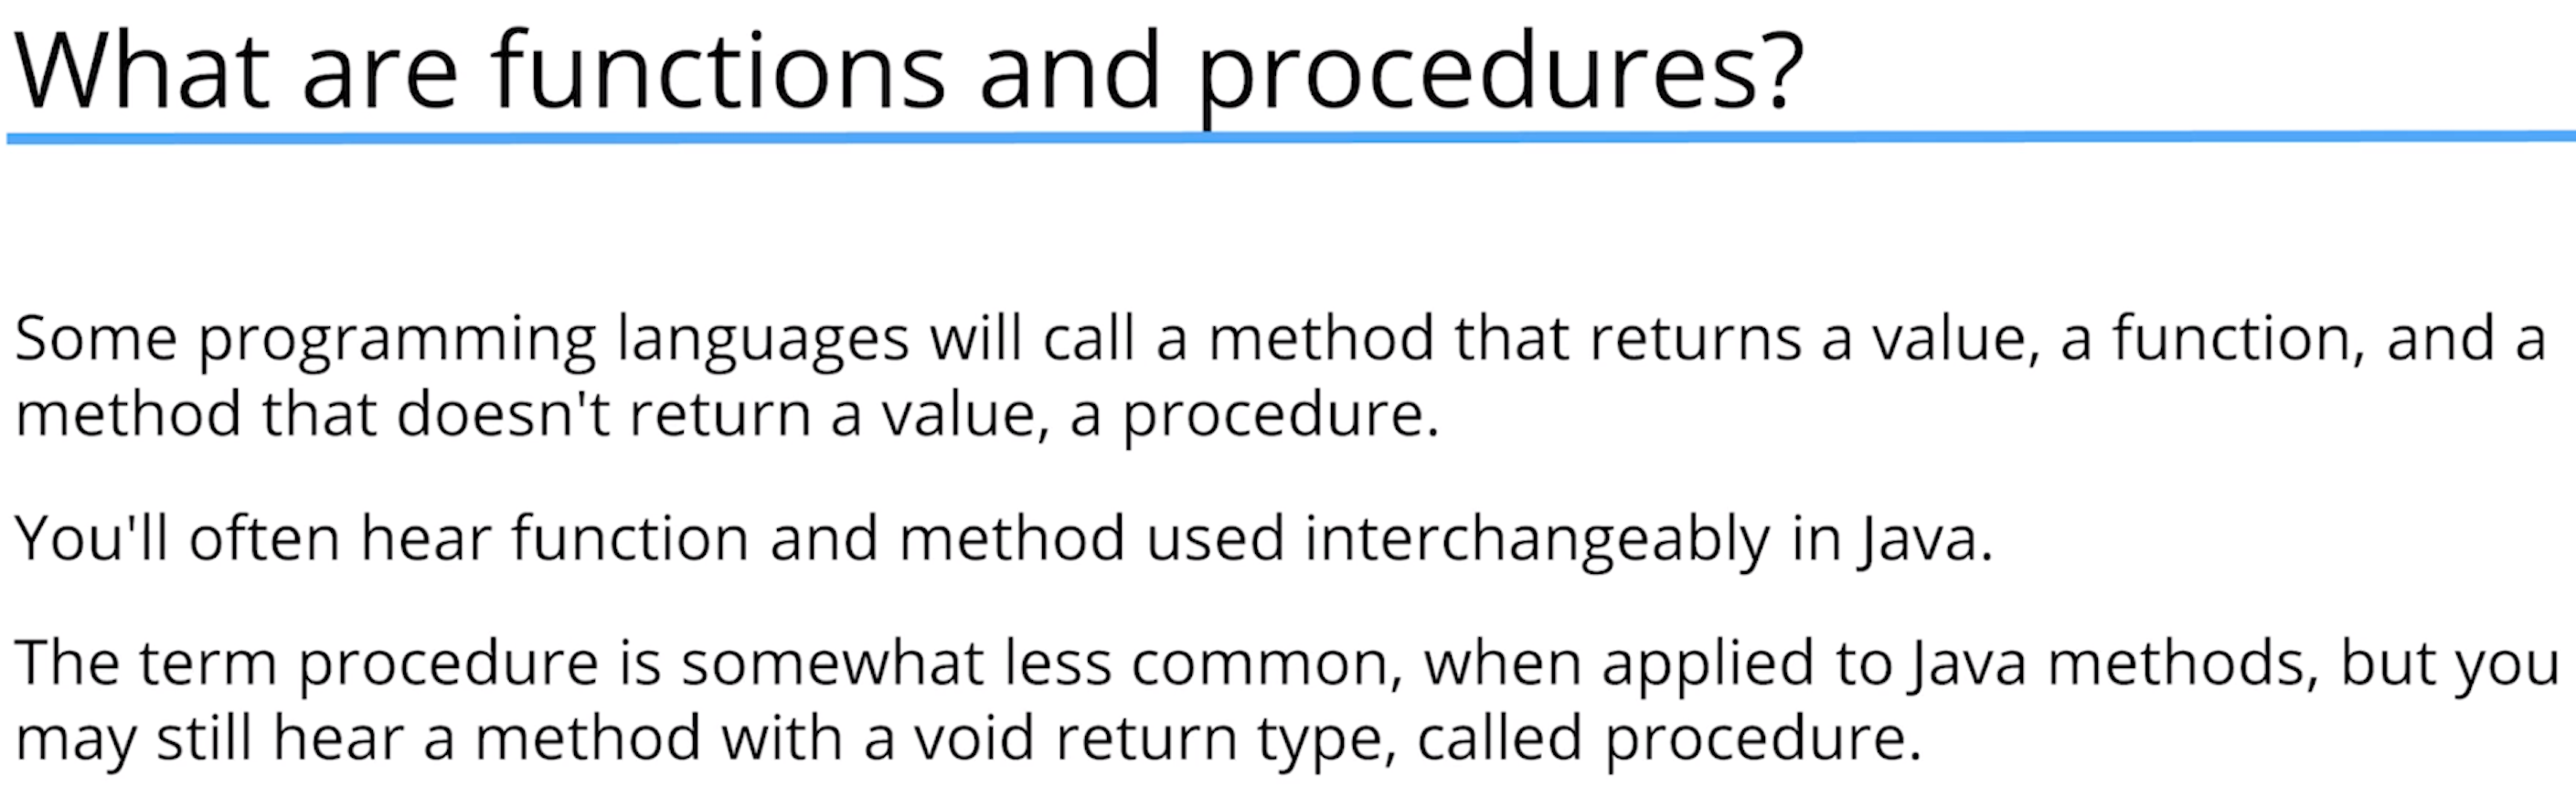 What are functions and procedures?
Some programming languages will call a method that returns a value, a function, and a
method that doesn't return a value, a procedure.
You'll often hear function and method used interchangeably in Java.
The term procedure is somewhat less common, when applied to Java methods, but you
may still hear a method with a void return type, called procedure.